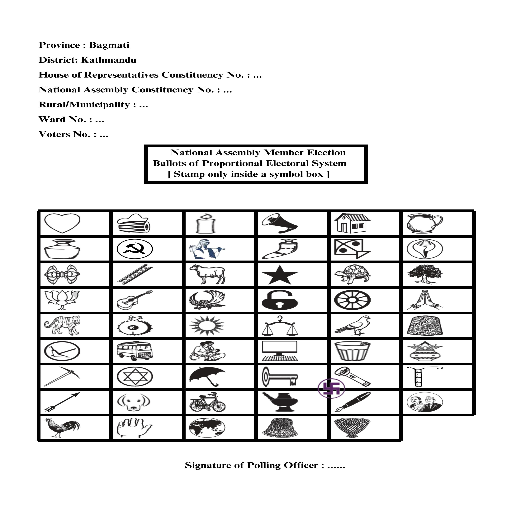 Province : Bagmati
District: Kathmandu
House of Representatives Constituency No. : ...
National Assembly Constituency No. : ...
Rural/Municipality : ...
Ward No. : ...
Voters No. : ...
National Assembly Member Election
Ballots of Proportional Electoral System
[ Stamp only inside a symbol box ]
Signature of Polling Officer : ......